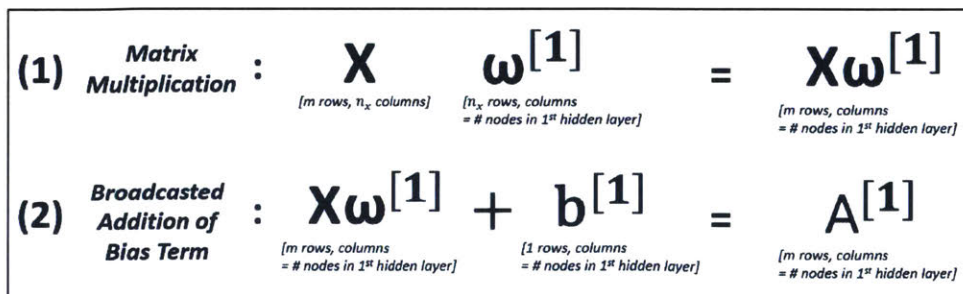 (1) Matrix Multiplication : X ω[1] = Xω[1]
[m rows, nx columns] [nx rows, columns = # nodes in 1st hidden layer] [m rows, columns = # nodes in 1st hidden layer]
(2) Broadcasted Addition of Bias Term : Xω[1] + b[1] = A[1]
[m rows, columns = # nodes in 1st hidden layer] [1 rows, columns = # nodes in 1st hidden layer] [m rows, columns = # nodes in 1st hidden layer]